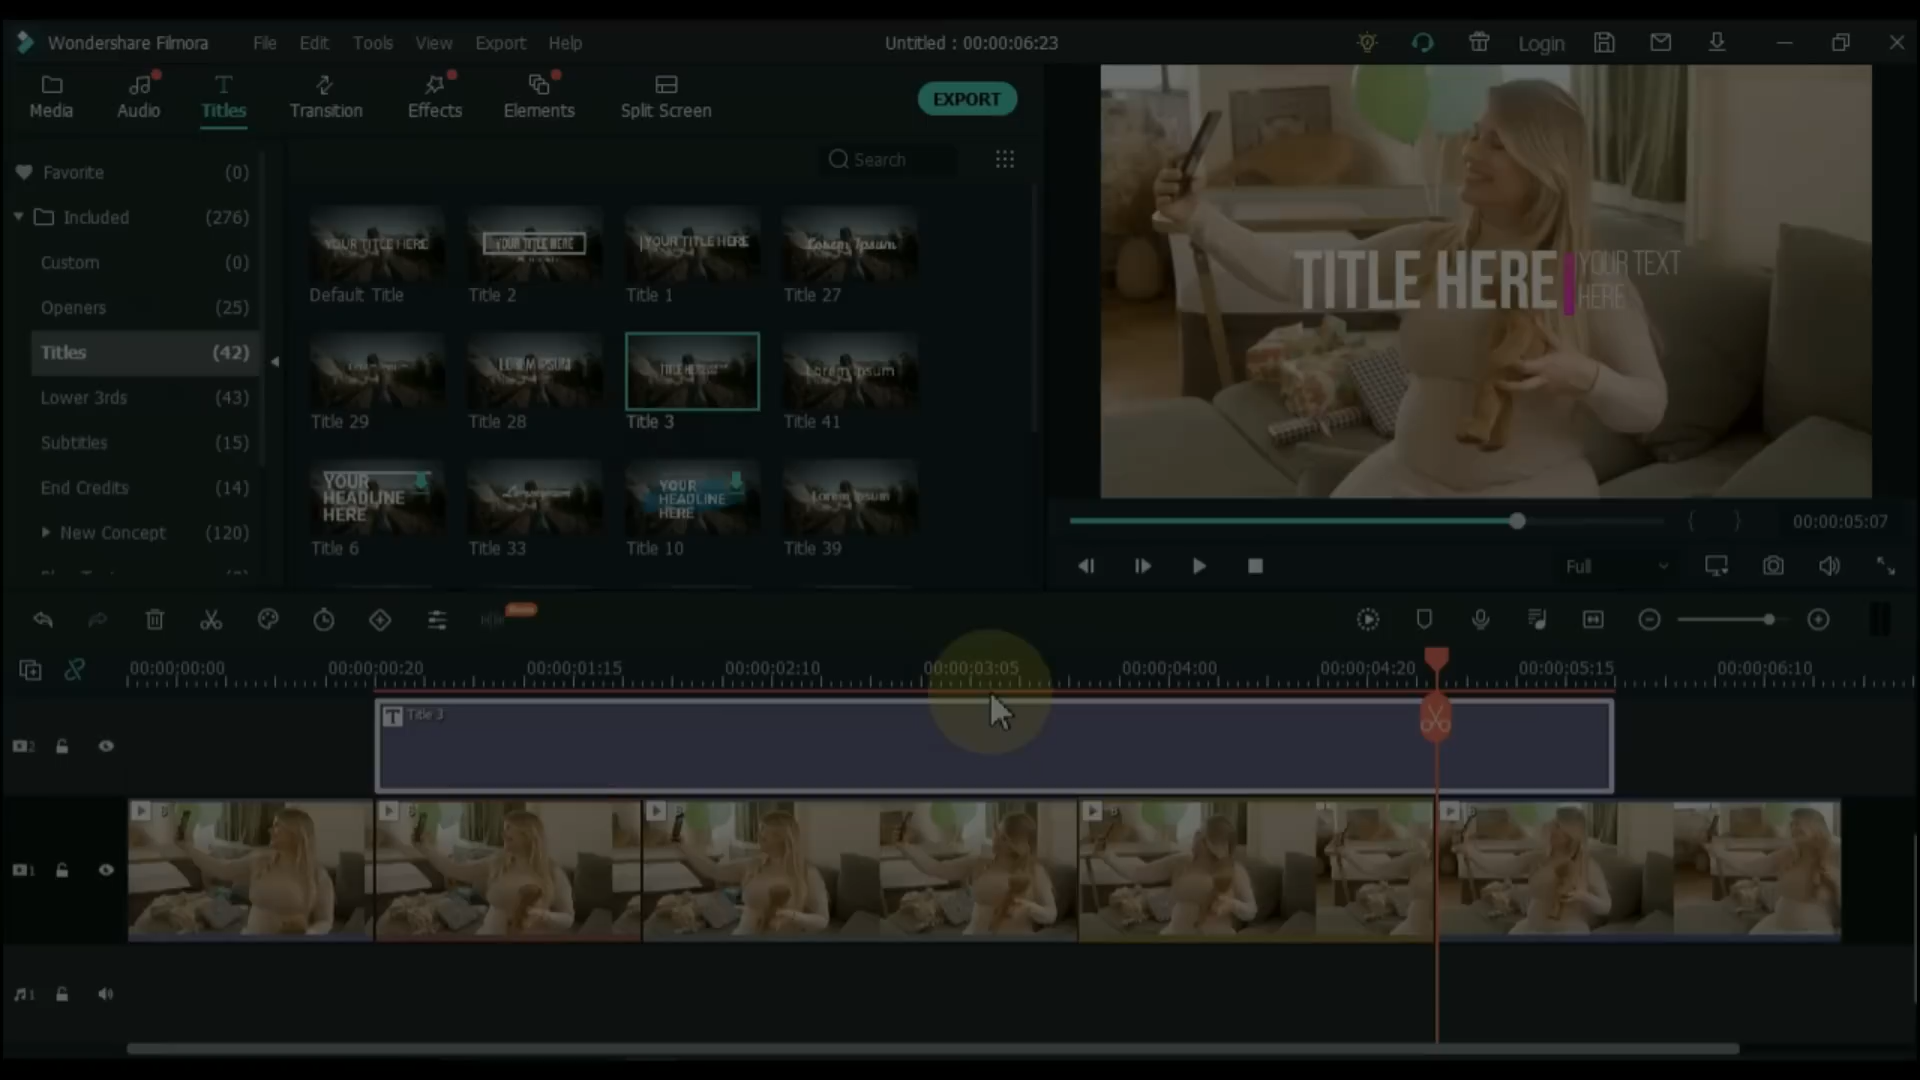 Wondershare Filmora File Edit Tools View Export Help Untitled : 00:00:06:23 Login
Media Audio Titles Transition Effects Elements Split Screen EXPORT
Search
Favorite (0)
Included (276)
Custom (0)
Openers (25)
Titles (42)
Lower 3rds (43)
Subtitles (15)
End Credits (14)
New Concept (120)
YOUR TITLE HERE YOUR TITLE HERE YOUR TITLE HERE Lorem Ipsum
Default Title Title 2 Title 1 Title 27
LOREM IPSUM TITLE HERE Lorem Ipsum
Title 29 Title 28 Title 3 Title 41
YOUR
HEADLINE
HERE
YOUR
HEADLINE
HERE
Lorem Ipsum
Title 6 Title 33 Title 10 Title 39
TITLE HERE YOUR TEXT
HERE
00:00:05:07
Full
00:00:00:00 00:00:00:20 00:00:01:15 00:00:02:10 00:00:03:05 00:00:04:00 00:00:04:20 00:00:05:15 00:00:06:10
T Title 3
2
1
1